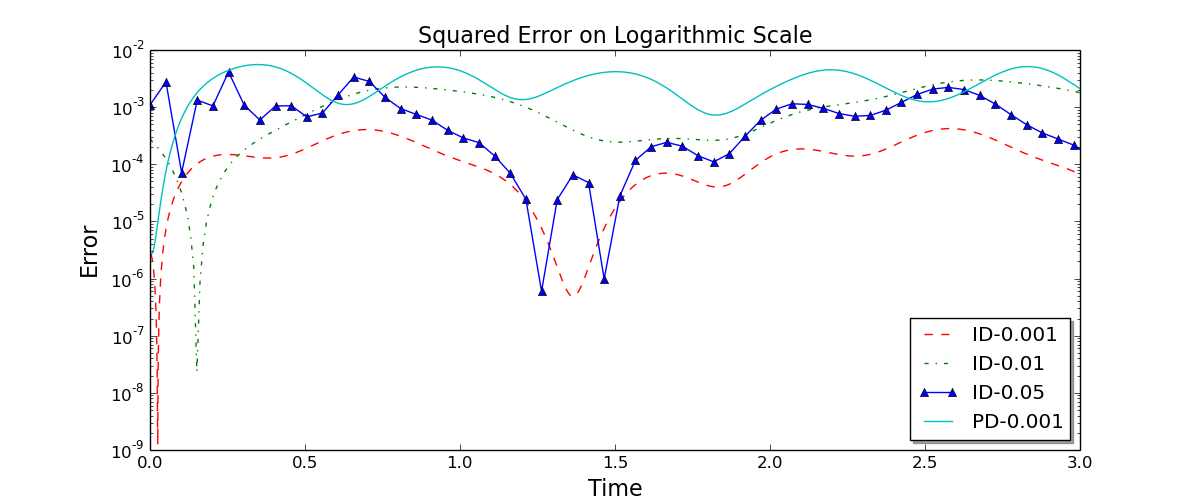 Squared Error on Logarithmic Scale
10^-2
10^-3
10^-4
10^-5
10^-6
10^-7
10^-8
10^-9
Error
0.0 0.5 1.0 1.5 2.0 2.5 3.0
Time
ID-0.001
ID-0.01
ID-0.05
PD-0.001